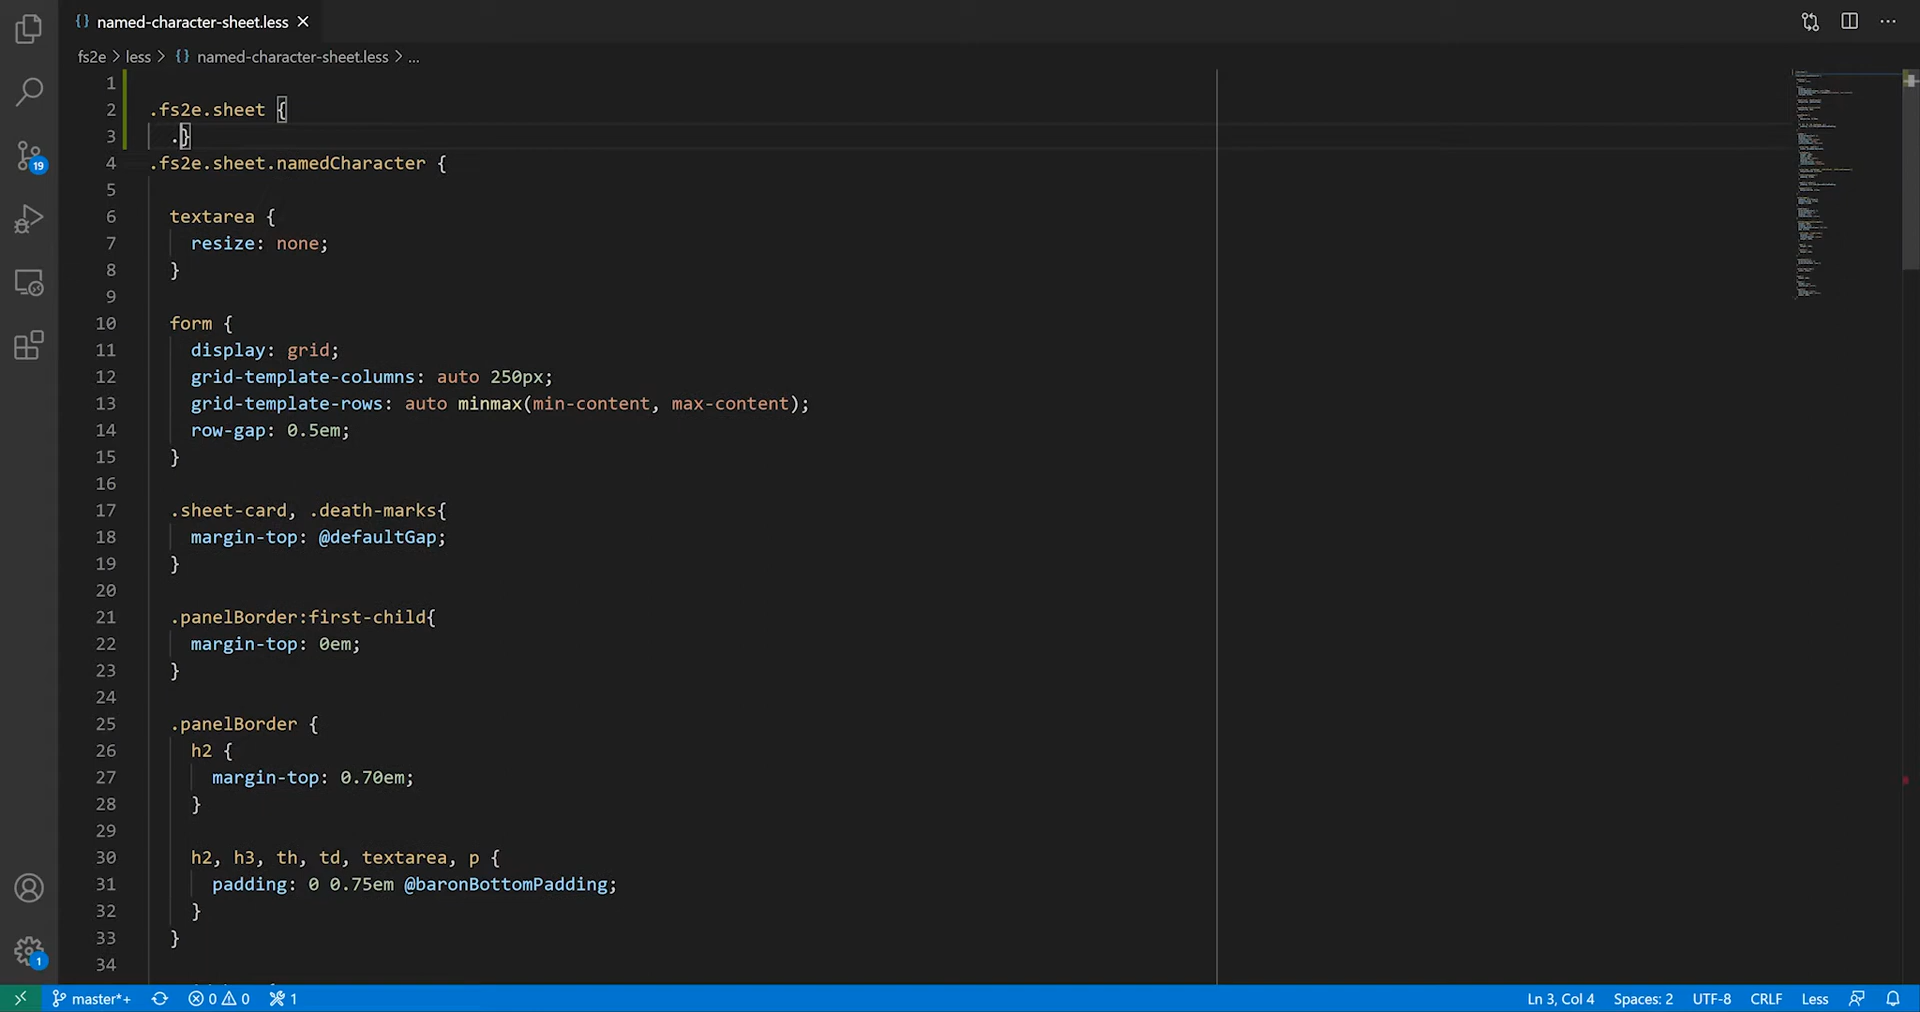 named-character-sheet.less
fs2e > less > {} named-character-sheet.less > ...
1
2 .fs2e.sheet {
3 .}
4 .fs2e.sheet.namedCharacter {
5
6 textarea {
7 resize: none;
8 }
9
10 form {
11 display: grid;
12 grid-template-columns: auto 250px;
13 grid-template-rows: auto minmax(min-content, max-content);
14 row-gap: 0.5em;
15 }
16
17 .sheet-card, .death-marks{
18 margin-top: @defaultGap;
19 }
20
21 .panelBorder:first-child{
22 margin-top: 0em;
23 }
24
25 .panelBorder {
26 h2 {
27 margin-top: 0.70em;
28 }
29
30 h2, h3, th, td, textarea, p {
31 padding: 0 0.75em @baronBottomPadding;
32 }
33 }
34
19
1
master*+ 0 0 1 Ln 3, Col 4 Spaces: 2 UTF-8 CRLF Less